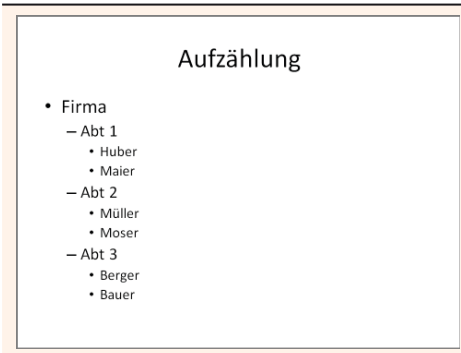 Aufzählung
• Firma
– Abt 1
• Huber
• Maier
– Abt 2
• Müller
• Moser
– Abt 3
• Berger
• Bauer